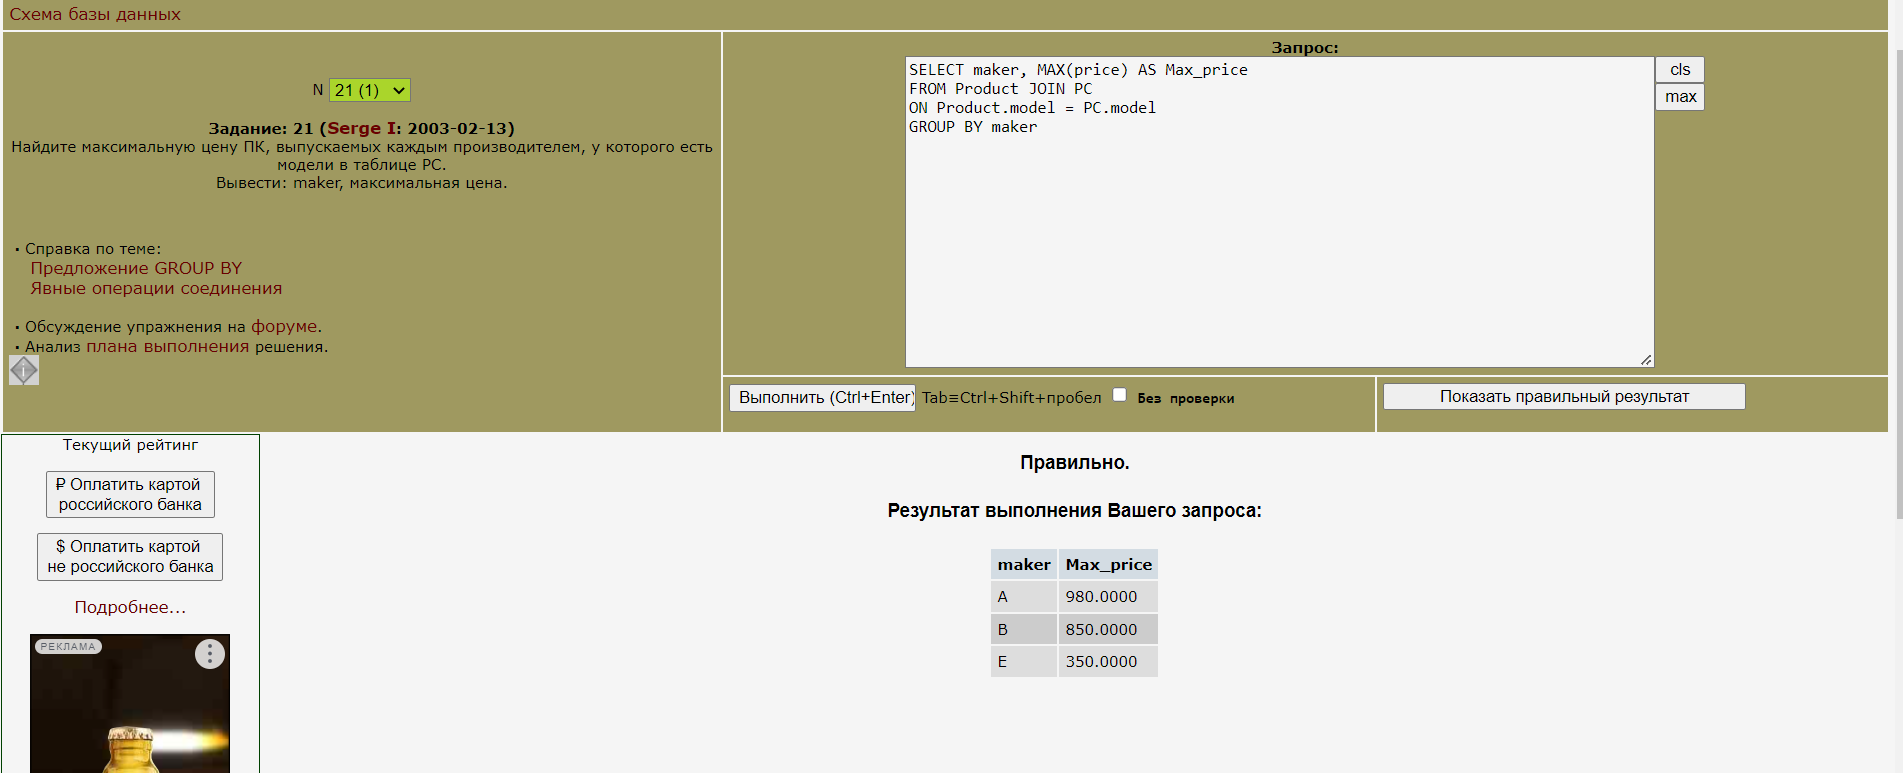 Схема базы данных
N 21 (1)
Задание: 21 (Serge I: 2003-02-13)
Найдите максимальную цену ПК, выпускаемых каждым производителем, у которого есть
модели в таблице PC.
Вывести: maker, максимальная цена.
· Справка по теме:
Предложение GROUP BY
Явные операции соединения
· Обсуждение упражнения на форуме.
· Анализ плана выполнения решения.
i
Запрос:
SELECT maker, MAX(price) AS Max_price
FROM Product JOIN PC
ON Product.model = PC.model
GROUP BY maker
cls
max
Выполнить (Ctrl+Enter) Tab≡Ctrl+Shift+пробел Без проверки
Показать правильный результат
Текущий рейтинг
₽ Оплатить картой
российского банка
$ Оплатить картой
не российского банка
Подробнее...
РЕКЛАМА
Правильно.
Результат выполнения Вашего запроса:
maker Max_price
A 980.0000
B 850.0000
E 350.0000